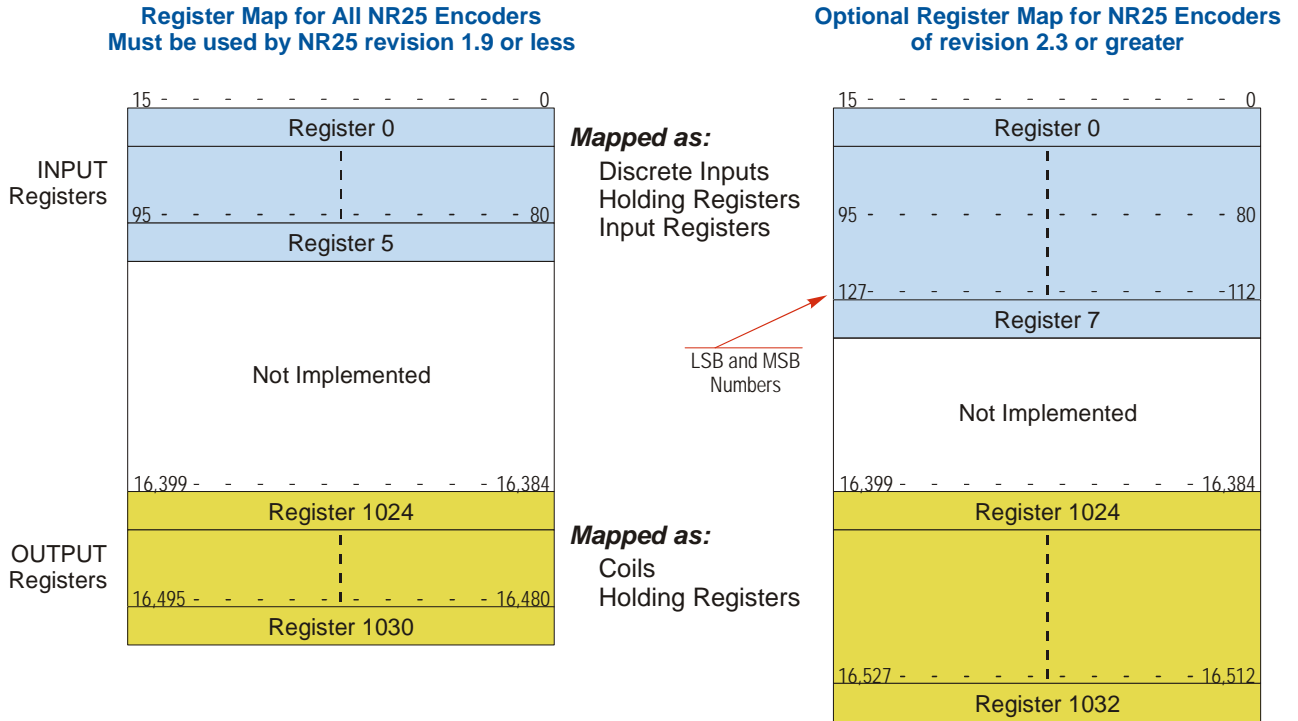 Register Map for All NR25 Encoders
Must be used by NR25 revision 1.9 or less
15 - - - - - - - - - - - - 0
Register 0
INPUT
Registers
95 - - - - - - - - - - - - 80
Register 5
Not Implemented
16,399 - - - - - - - - - - 16,384
Register 1024
OUTPUT
Registers
16,495 - - - - - - - - - - 16,480
Register 1030
Mapped as:
Discrete Inputs
Holding Registers
Input Registers
LSB and MSB
Numbers
Mapped as:
Coils
Holding Registers
Optional Register Map for NR25 Encoders
of revision 2.3 or greater
15 - - - - - - - - - - - - 0
Register 0
95 - - - - - - - - - - - - 80
127- - - - - - - - - - - -112
Register 7
Not Implemented
16,399 - - - - - - - - - - 16,384
Register 1024
16,527 - - - - - - - - - - 16,512
Register 1032